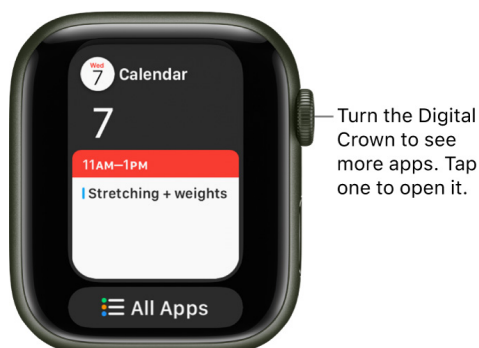 Wed
7
Calendar
7
11AM–1PM
Stretching + weights
All Apps
Turn the Digital
Crown to see
more apps. Tap
one to open it.